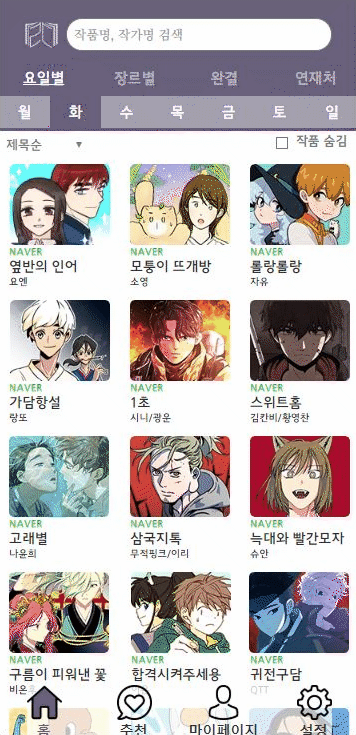 작품명, 작가명 검색
요일별 장르별 완결 연재처
월 화 수 목 금 토 일
제목순 ▼ 작품 숨김
NAVER NAVER NAVER
옆반의 인어 모퉁이 뜨개방 롤랑롤랑
요엔 소영 자유
NAVER NAVER NAVER
가담항설 1초 스위트홈
랑또 시니/광운 김칸비/황영찬
NAVER NAVER NAVER
고래별 삼국지톡 늑대와 빨간모자
나윤희 무적핑크/이리 슈안
NAVER NAVER NAVER
구름이 피워낸 꽃 합격시켜주세용 귀전구담
비온 QTT
홈 추천 마이페이지 설정